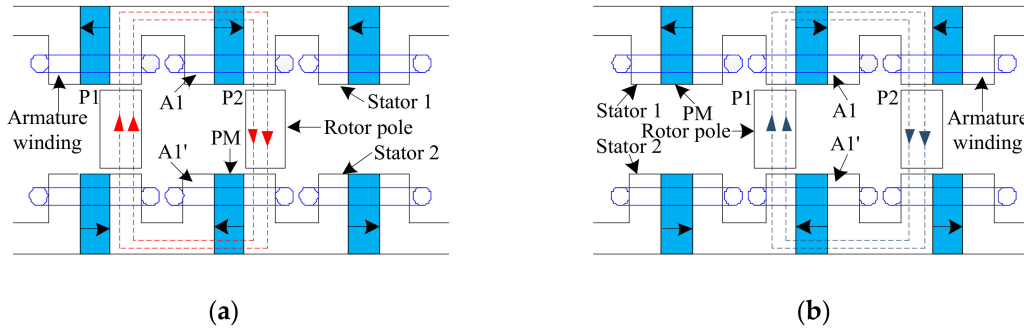 P1
P2
A1
Stator 1
Armature
winding
Rotor pole
PM
A1'
Stator 2
(a)
P1
P2
Stator 1
PM
A1
Rotor pole
Armature
winding
Stator 2
A1'
(b)